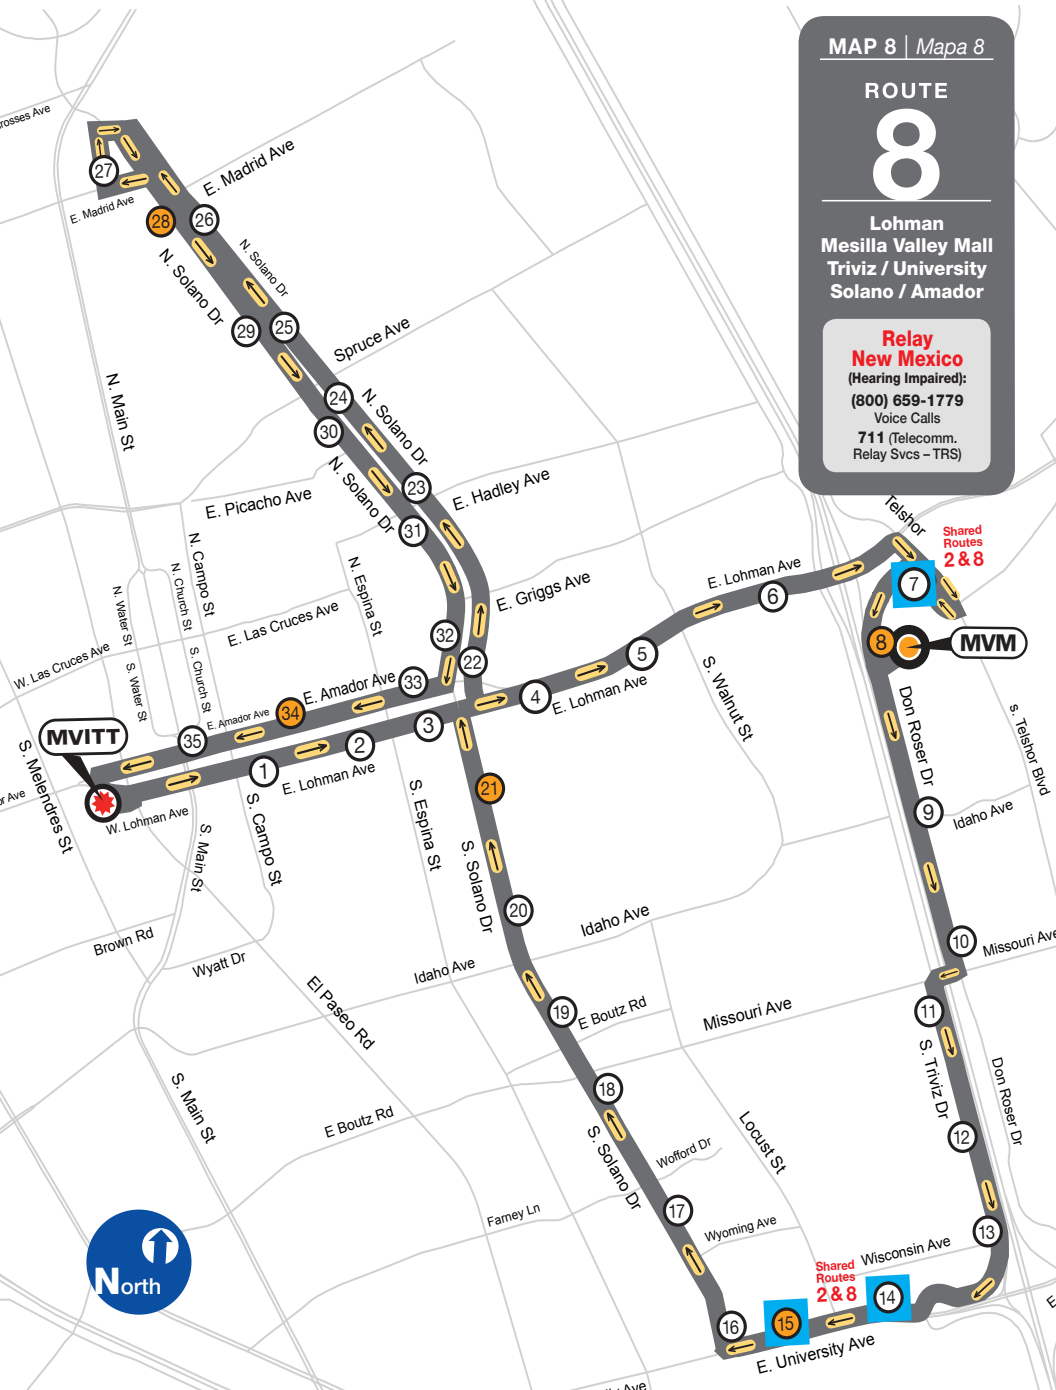 MAP 8 | Mapa 8
ROUTE
8
Lohman
Mesilla Valley Mall
Triviz / University
Solano / Amador
Relay
New Mexico
(Hearing Impaired):
(800) 659-1779
Voice Calls
711 (Telecomm.
Relay Svcs – TRS)
27
E. Madrid Ave
E. Madrid Ave
28
26
N. Solano Dr
N. Solano Dr
29
25
Spruce Ave
N. Main St
24
N. Solano Dr
30
N. Solano Dr
23
E. Hadley Ave
E. Picacho Ave
31
Telshor
Shared
Routes
2 & 8
N. Campo St
N. Church St
N. Water St
N. Espina St
E. Lohman Ave
7
6
E. Griggs Ave
E. Las Cruces Ave
W. Las Cruces Ave
32
8
MVM
22
5
S. Water St
S. Church St
33
E. Amador Ave
4
E. Lohman Ave
S. Walnut St
Don Roser Dr
s. Telshor Blvd
34
E. Amador Ave
3
MVITT
35
2
1
E. Lohman Ave
S. Melendres St
W. Lohman Ave
21
9
Idaho Ave
S. Campo St
S. Main St
S. Espina St
S. Solano Dr
20
Idaho Ave
10
Missouri Ave
Brown Rd
Wyatt Dr
Idaho Ave
El Paseo Rd
19
E Boutz Rd
Missouri Ave
11
S. Triviz Dr
Don Roser Dr
18
S. Main St
E Boutz Rd
S. Solano Dr
Wofford Dr
Locust St
12
17
Farney Ln
Wyoming Ave
13
Wisconsin Ave
North
Shared
Routes
2 & 8
14
15
16
E. University Ave